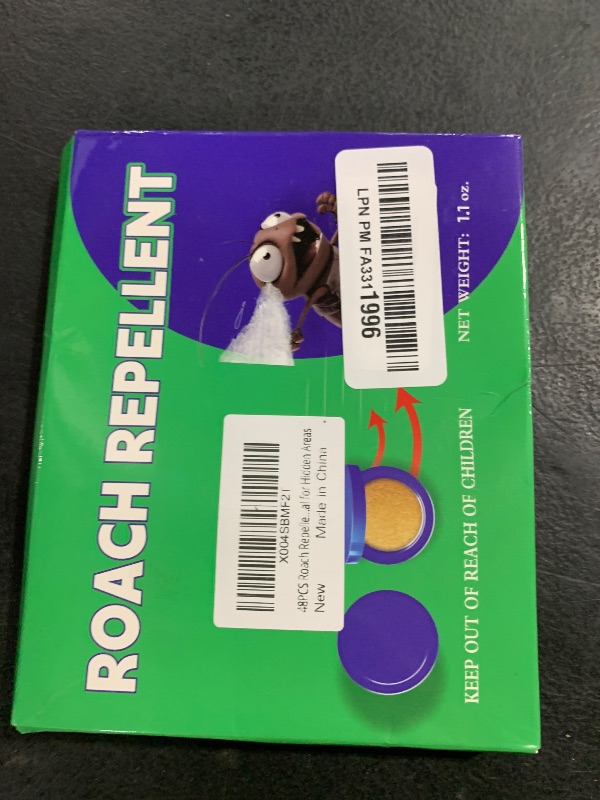 ROACH REPELLENT
LPN PM FA3311996
X004SBMF21
48PCS Roach Repelle...al for Hidden Areas
New Made in China
NET WEIGHT: 1.1 oz.
KEEP OUT OF REACH OF CHILDREN